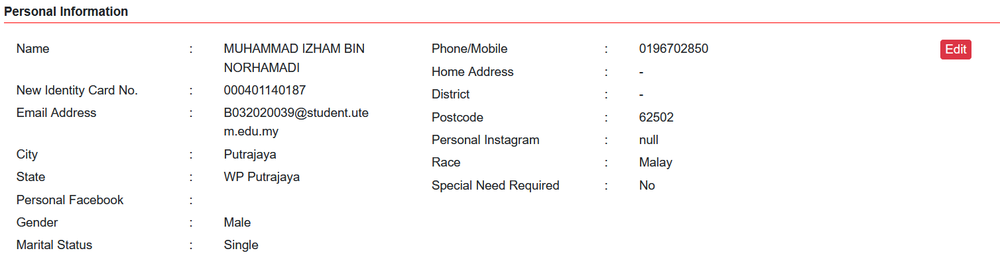 Personal Information
Name : MUHAMMAD IZHAM BIN
NORHAMADI
New Identity Card No. : 000401140187
Email Address : B032020039@student.ute
m.edu.my
City : Putrajaya
State : WP Putrajaya
Personal Facebook :
Gender : Male
Marital Status : Single
Phone/Mobile : 0196702850
Home Address : -
District : -
Postcode : 62502
Personal Instagram : null
Race : Malay
Special Need Required : No
Edit